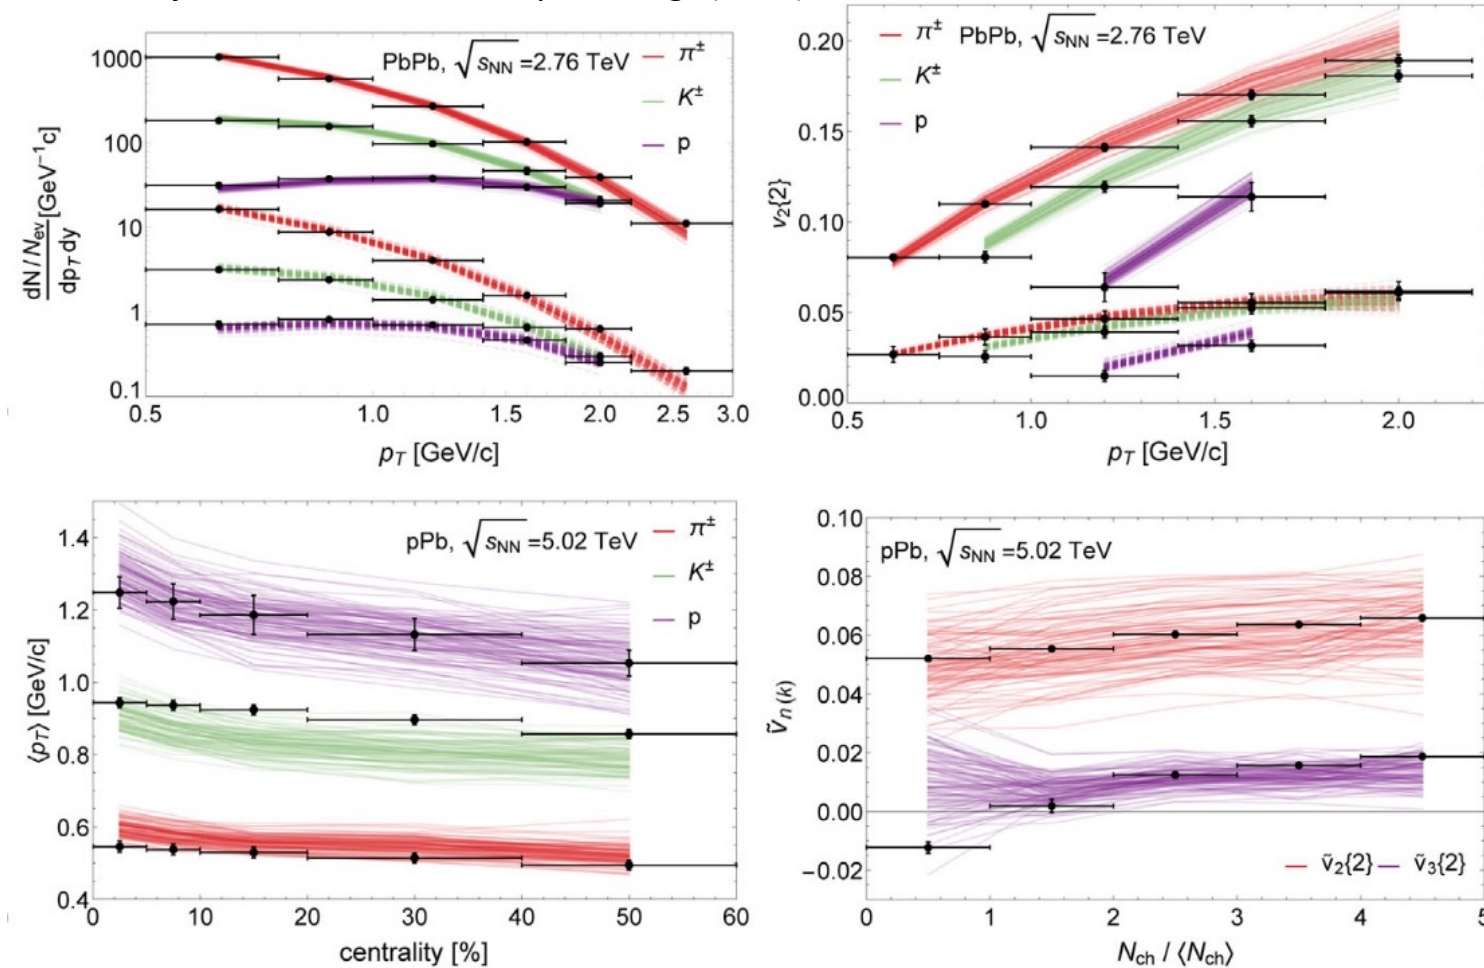 PbPb, √sNN =2.76 TeV
π±
K±
p
1000
100
10
1
0.1
dN/Nev
dpT dy
[GeV⁻¹c]
0.5 1.0 1.5 2.0 2.5 3.0
pT [GeV/c]
π± PbPb, √sNN =2.76 TeV
K±
p
0.20
0.15
0.10
0.05
0.00
v2{2}
0.5 1.0 1.5 2.0
pT [GeV/c]
pPb, √sNN =5.02 TeV
π±
K±
p
1.4
1.2
1.0
0.8
0.6
0.4
⟨pT⟩ [GeV/c]
0 10 20 30 40 50 60
centrality [%]
pPb, √sNN =5.02 TeV
0.10
0.08
0.06
0.04
0.02
0.00
−0.02
ṽn(k)
ṽ2{2} ṽ3{2}
0 1 2 3 4 5
Nch / ⟨Nch⟩